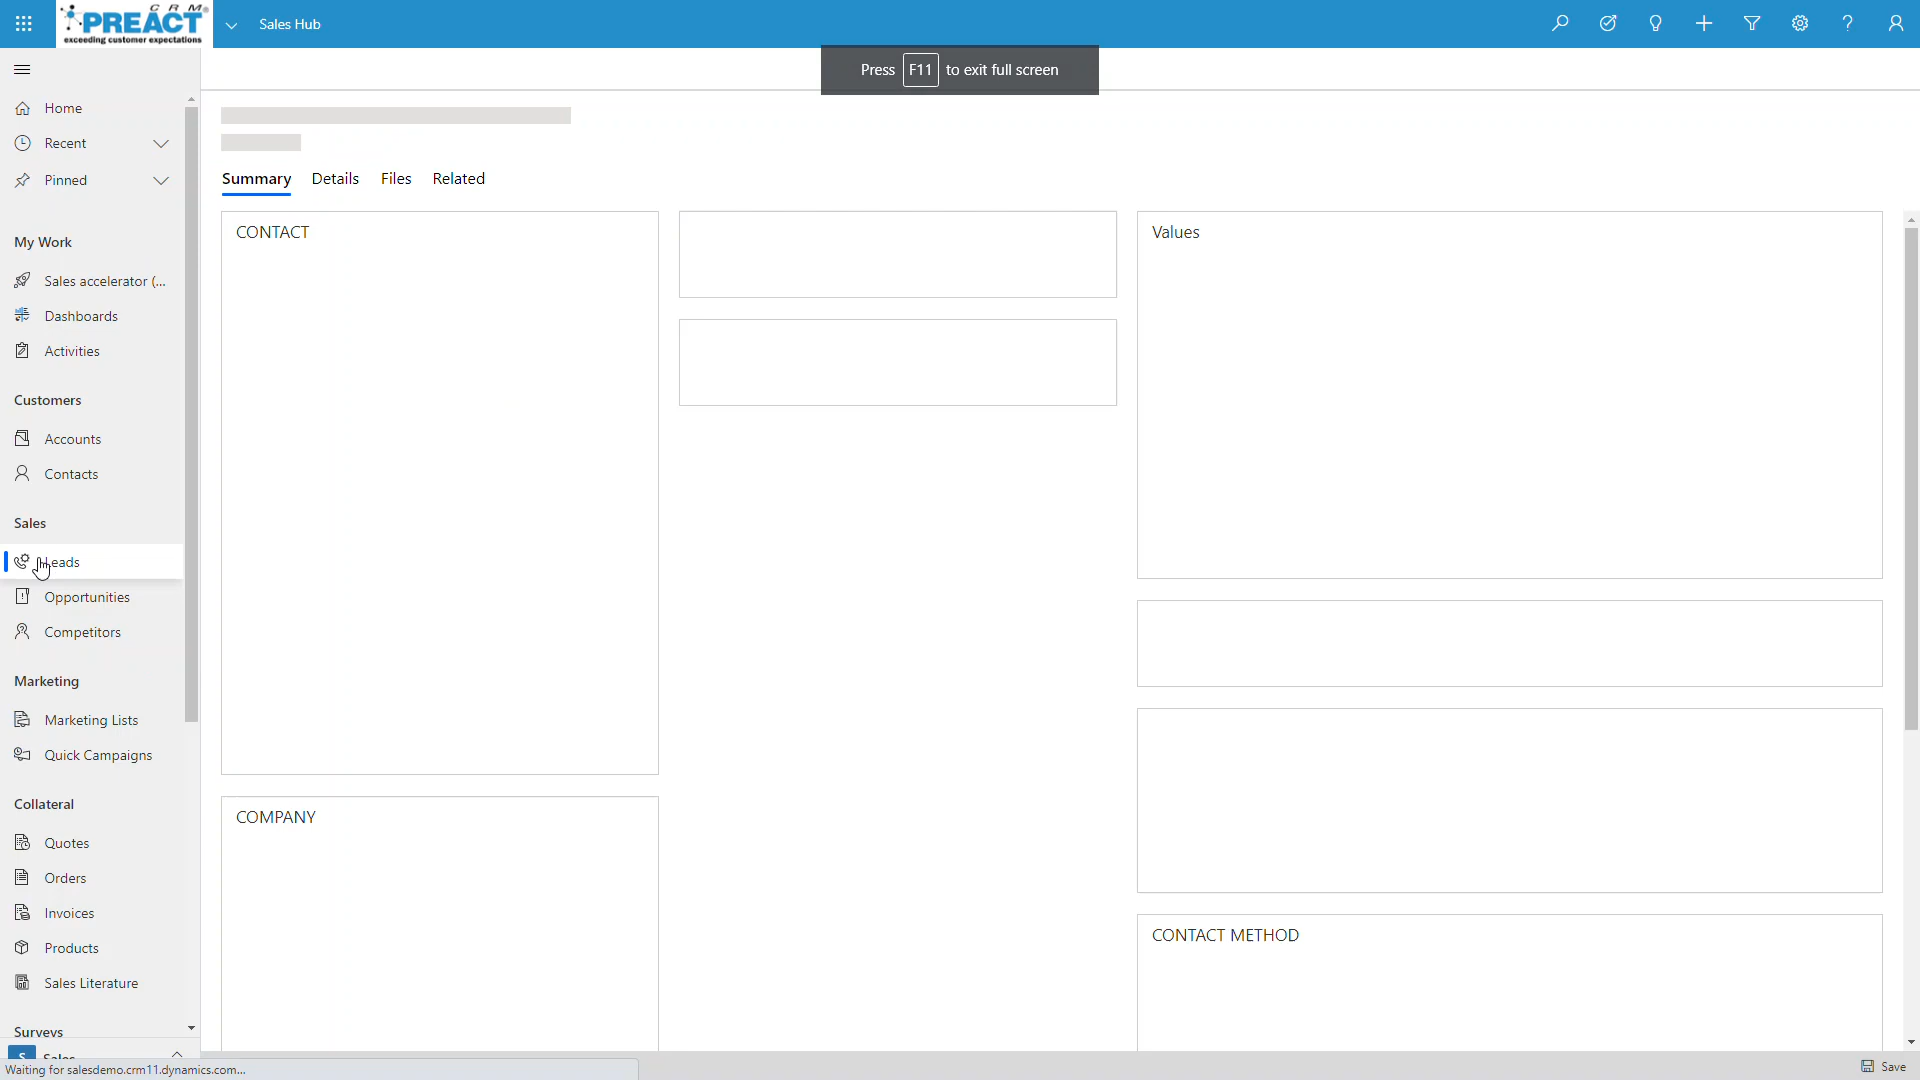 CRM®
PREACT
exceeding customer expectations
Sales Hub
Press F11 to exit full screen
Home
Recent
Pinned
Summary
Details
Files
Related
CONTACT
Values
My Work
Sales accelerator (...
Dashboards
Activities
Customers
Accounts
Contacts
Sales
Leads
Opportunities
Competitors
Marketing
Marketing Lists
Quick Campaigns
Collateral
Quotes
COMPANY
Orders
Invoices
CONTACT METHOD
Products
Sales Literature
Surveys
S Sales
Waiting for salesdemo.crm11.dynamics.com...
Save